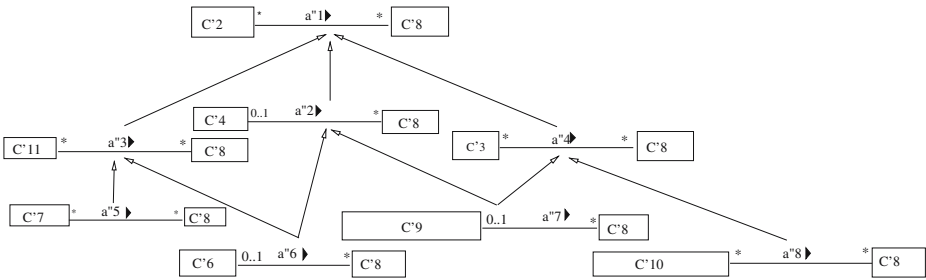 C'2 * a"1 * C'8
C'4 0..1 a"2 * C'8
C'11 * a"3 * C'8
C'3 * a"4 * C'8
C'7 * a"5 * C'8
C'9 0..1 a"7 * C'8
C'6 0..1 a"6 * C'8
C'10 * a"8 * C'8